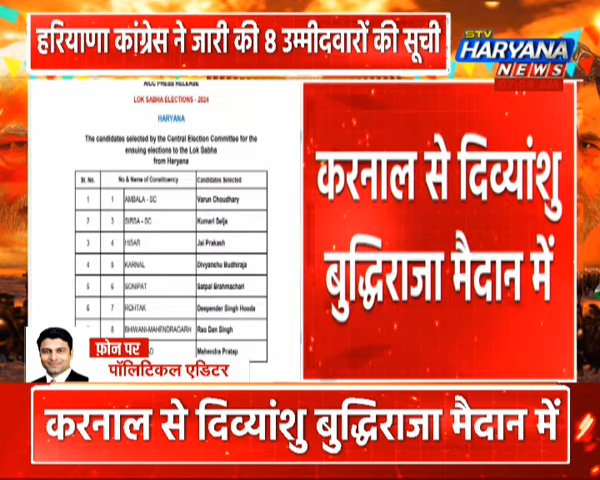 हरियाणा कांग्रेस ने जारी की 8 उम्मीदवारों की सूची
STV
HARYANA
NEWS
AICC PRESS RELEASE
LOK SABHA ELECTIONS - 2024
HARYANA
The candidates selected by the Central Election Committee for the
ensuing elections to the Lok Sabha
from Haryana
Sl. No. No & Name of Constituency Candidates Selected
1 1 AMBALA - SC Varun Choudhary
2 2 SIRSA - SC Kumari Selja
3 3 HISAR Jai Prakash
4 5 KARNAL Divyanshu Budhiraja
5 6 SONIPAT Satpal Brahmachari
6 7 ROHTAK Deepender Singh Hooda
8 BHIWANI-MAHENDRAGARH Rao Dan Singh
Mahendra Pratap
करनाल से दिव्यांशु
बुद्धिराजा मैदान में
फ़ोन पर
पॉलिटिकल एडिटर
करनाल से दिव्यांशु बुद्धिराजा मैदान में